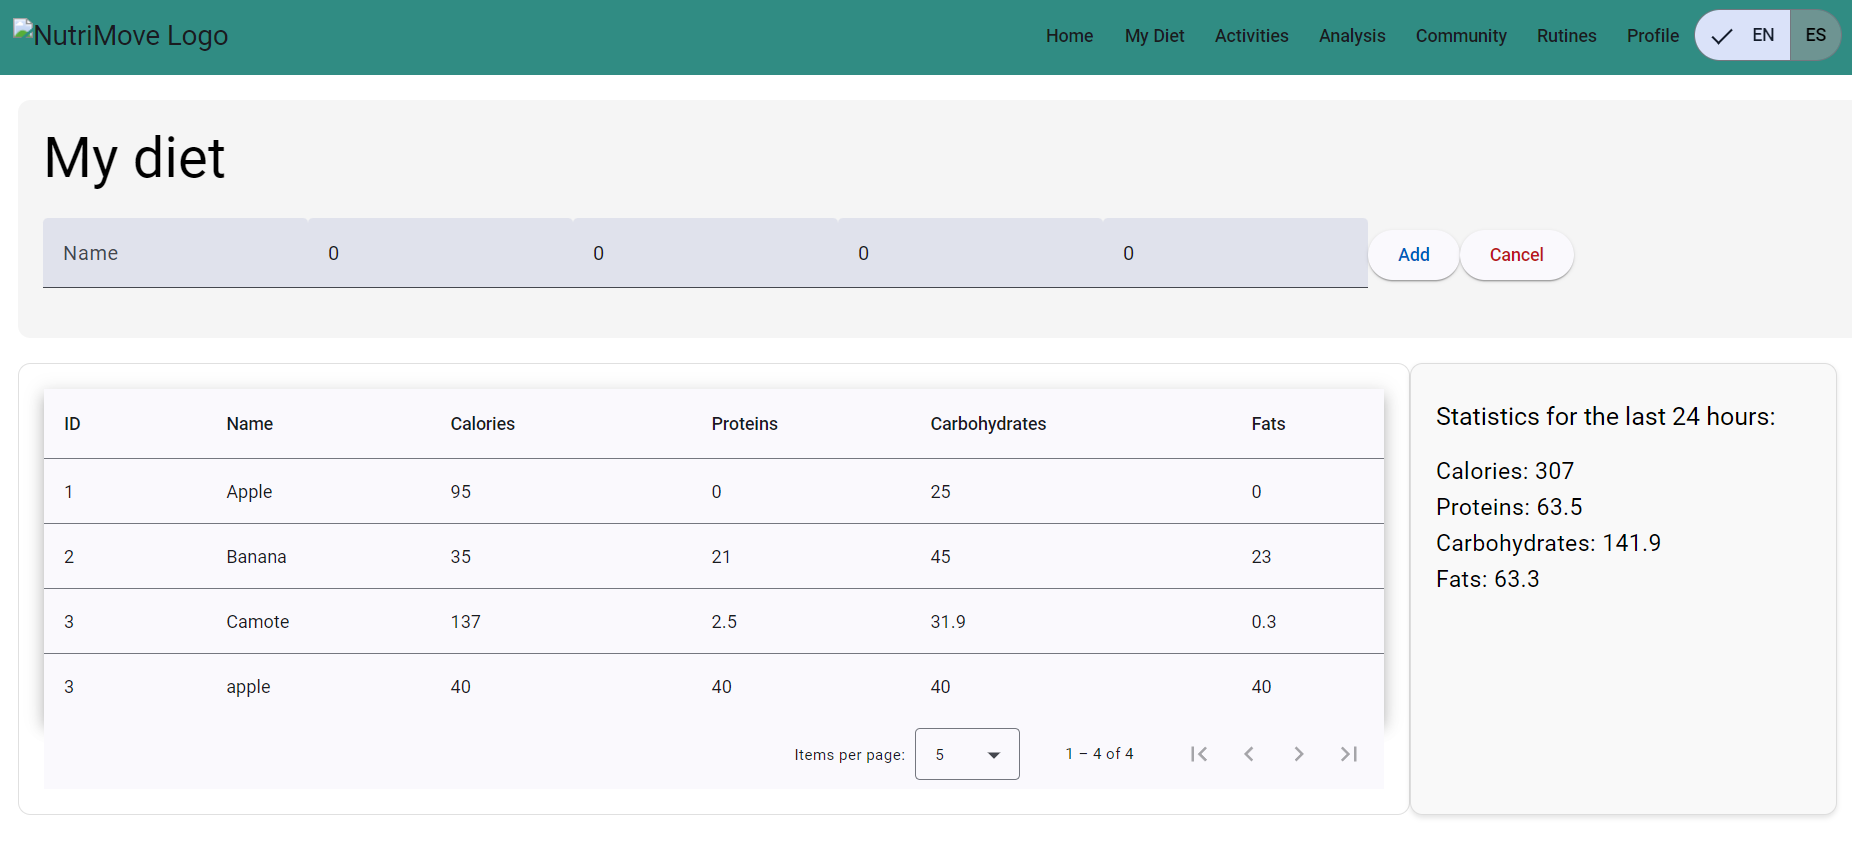 NutriMove Logo Home My Diet Activities Analysis Community Rutines Profile EN ES
My diet
Name 0 0 0 0 Add Cancel
ID Name Calories Proteins Carbohydrates Fats
1 Apple 95 0 25 0
2 Banana 35 21 45 23
3 Camote 137 2.5 31.9 0.3
3 apple 40 40 40 40
Items per page: 5 1 – 4 of 4
Statistics for the last 24 hours:
Calories: 307
Proteins: 63.5
Carbohydrates: 141.9
Fats: 63.3